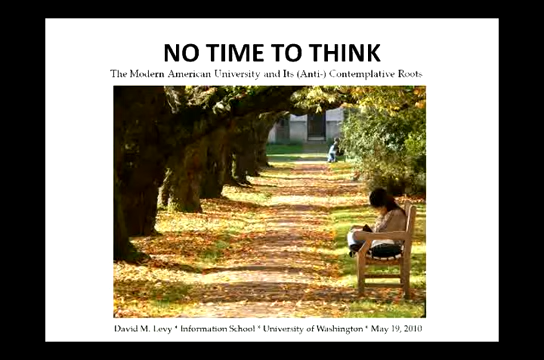 NO TIME TO THINK
The Modern American University and Its (Anti-) Contemplative Roots
David M. Levy * Information School * University of Washington * May 19, 2010